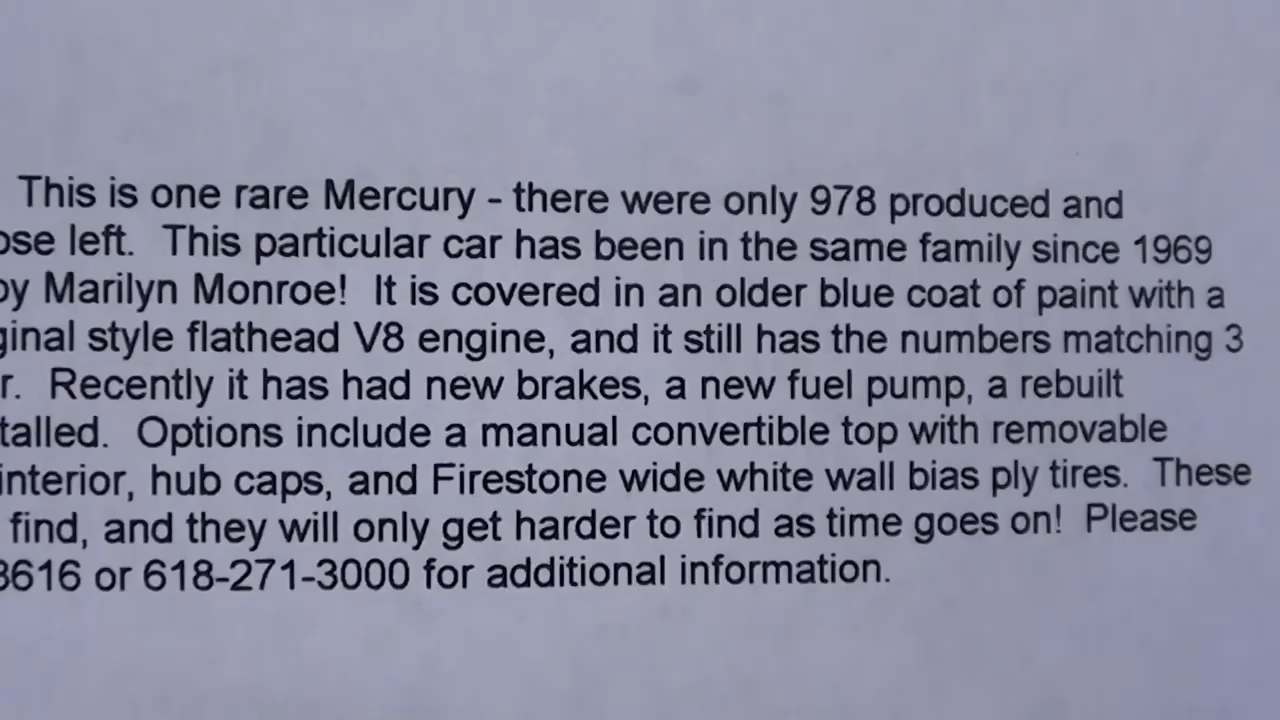 This is one rare Mercury - there were only 978 produced and
left. This particular car has been in the same family since 1969
by Marilyn Monroe! It is covered in an older blue coat of paint with a
style flathead V8 engine, and it still has the numbers matching 3
Recently it has had new brakes, a new fuel pump, a rebuilt
Options include a manual convertible top with removable
interior, hub caps, and Firestone wide white wall bias ply tires. These
find, and they will only get harder to find as time goes on! Please
8616 or 618-271-3000 for additional information.